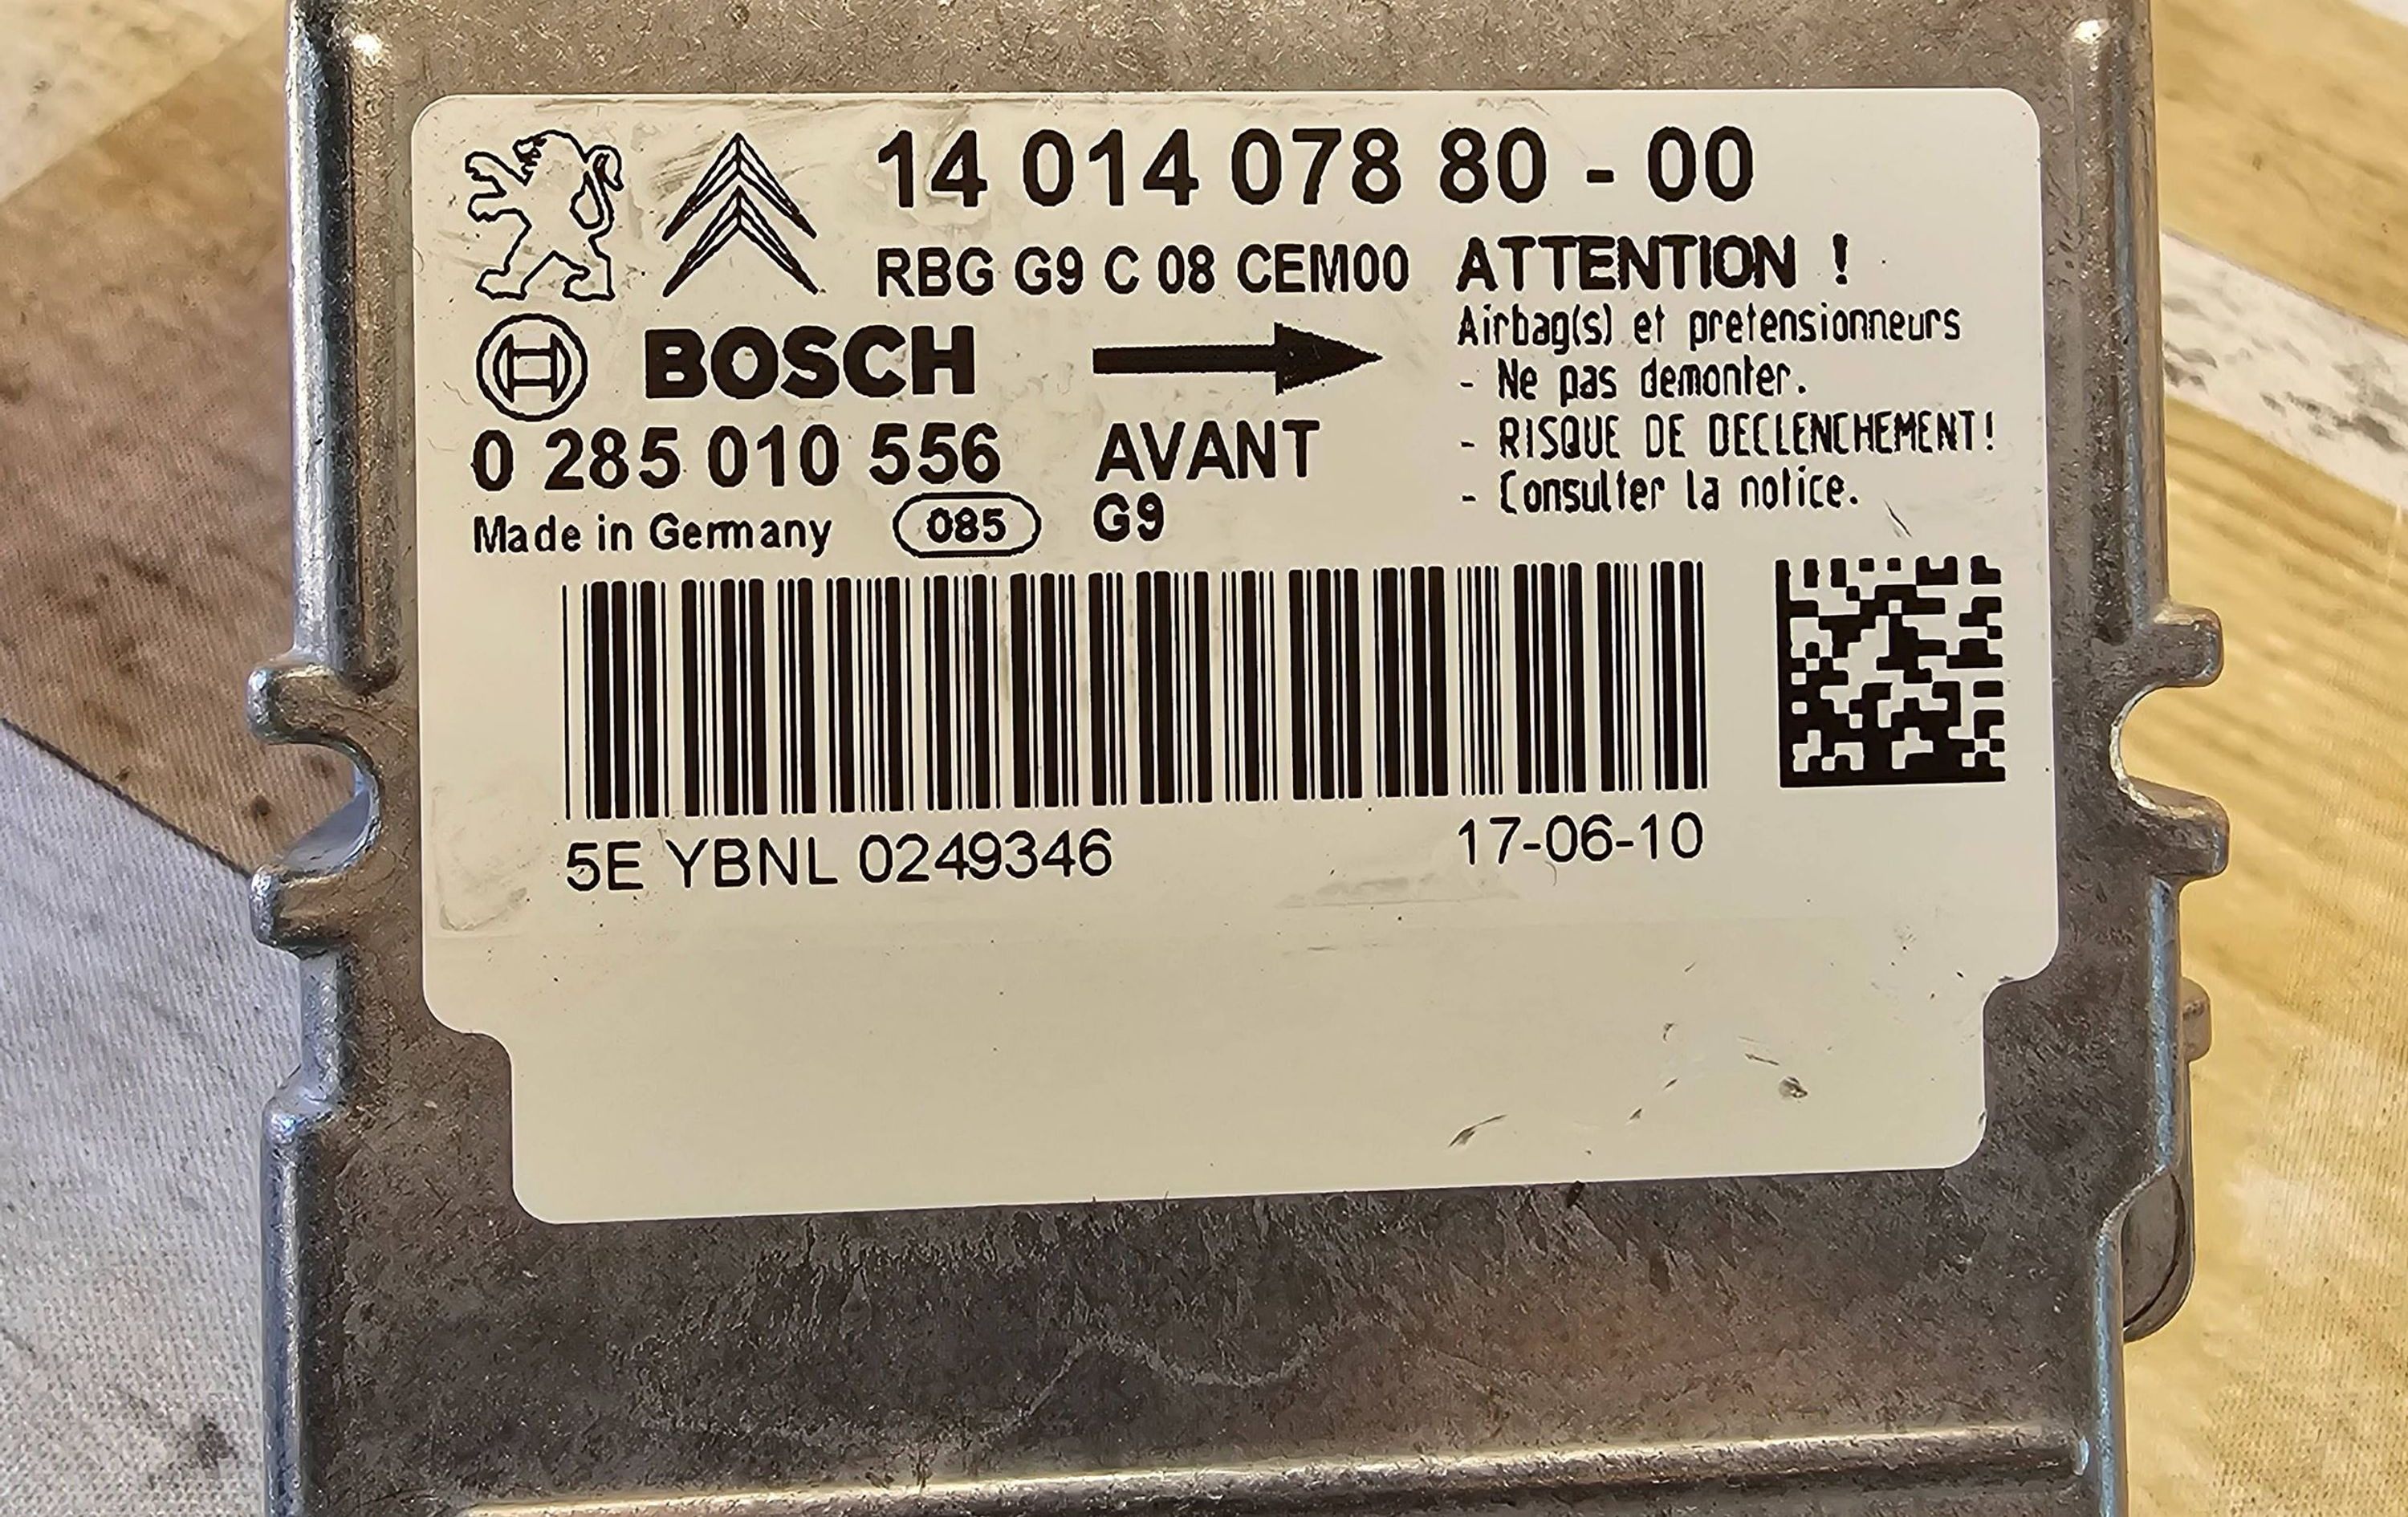 14 014 078 80 - 00
RBG G9 C 08 CEM00
BOSCH
0 285 010 556
Made in Germany
085
AVANT
G9
ATTENTION !
Airbag(s) et pretensionneurs
- Ne pas demonter.
- RISQUE DE DECLENCHEMENT!
- Consulter la notice.
5E YBNL 0249346
17-06-10